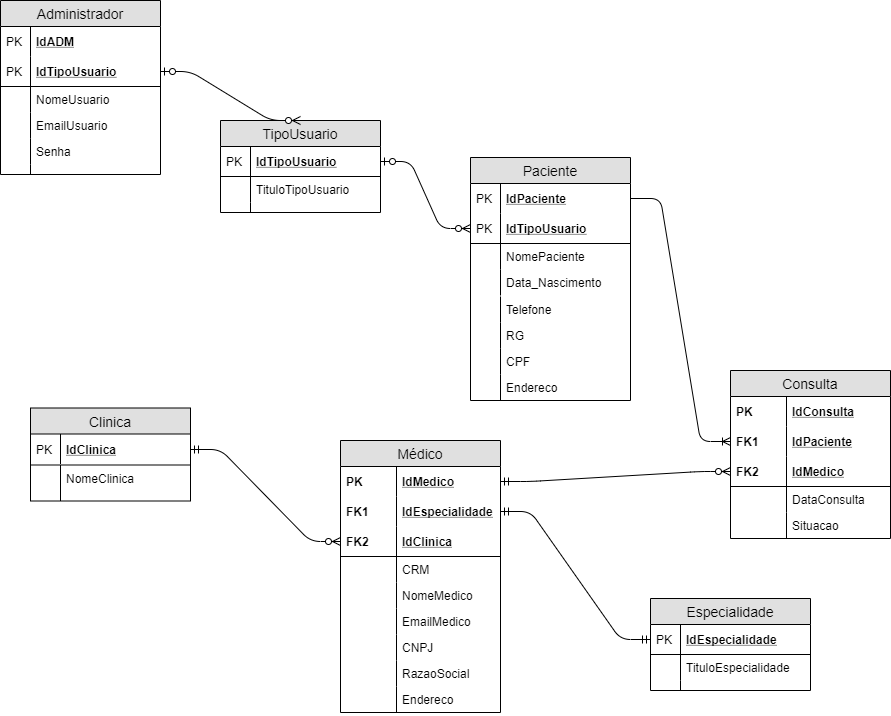 Administrador
PK IdADM
PK IdTipoUsuario
NomeUsuario
EmailUsuario
Senha
TipoUsuario
PK IdTipoUsuario
TituloTipoUsuario
Paciente
PK IdPaciente
PK IdTipoUsuario
NomePaciente
Data_Nascimento
Telefone
RG
CPF
Endereco
Consulta
PK IdConsulta
FK1 IdPaciente
FK2 IdMedico
DataConsulta
Situacao
Clinica
PK IdClinica
NomeClinica
Médico
PK IdMedico
FK1 IdEspecialidade
FK2 IdClinica
CRM
NomeMedico
EmailMedico
CNPJ
RazaoSocial
Endereco
Especialidade
PK IdEspecialidade
TituloEspecialidade